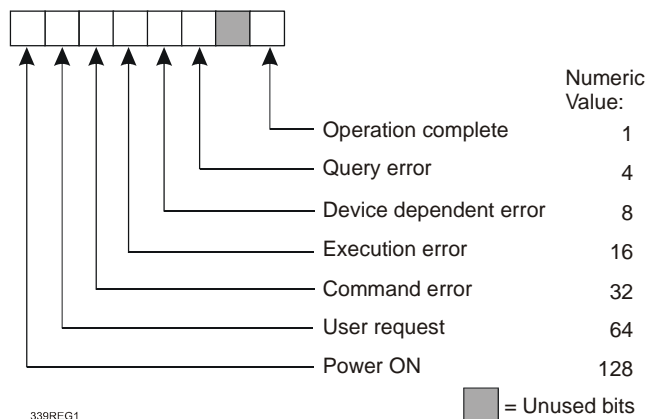 Numeric
Value:
Operation complete 1
Query error 4
Device dependent error 8
Execution error 16
Command error 32
User request 64
Power ON 128
339REG1
= Unused bits